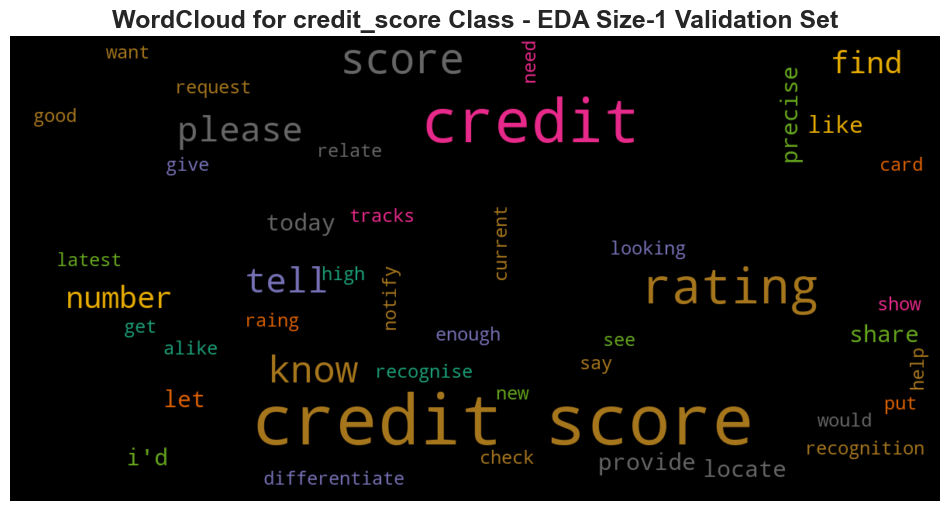 WordCloud for credit_score Class - EDA Size-1 Validation Set
want
score
need
find
request
precise
good
credit
like
please
relate
give
card
today
tracks
current
looking
latest
tell
high
notify
rating
number
show
get
raing
enough
see
share
alike
know
recognise
say
help
let
new
put
credit score
would
i'd
check
provide
locate
recognition
differentiate